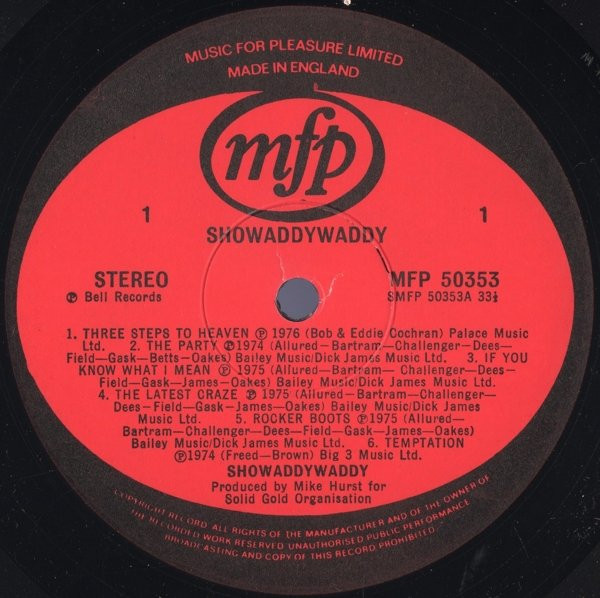 MUSIC FOR PLEASURE LIMITED
MADE IN ENGLAND
mfp
1
1
SHOWADDYWADDY
STEREO
℗ Bell Records
MFP 50353
SMFP 50353A 33⅓
1. THREE STEPS TO HEAVEN ℗ 1976 (Bob & Eddie Cochran) Palace Music
Ltd. 2. THE PARTY ℗ 1974 (Allured—Bartram—Challenger—Dees—
Field—Gask—Betts—Oakes) Bailey Music/Dick James Music Ltd. 3. IF YOU
KNOW WHAT I MEAN ℗ 1975 (Allured—Bartram— Challenger—Dees—
Field—Gask—James—Oakes) Bailey Music/Dick James Music Ltd.
4. THE LATEST CRAZE ℗ 1975 (Allured—Bartram—Challenger—
Dees—Field—Gask—James—Oakes) Bailey Music/Dick James
Music Ltd. 5. ROCKER BOOTS ℗ 1975 (Allured—
Bartram—Challenger—Dees—Field—Gask—James—Oakes)
Bailey Music/Dick James Music Ltd. 6. TEMPTATION
℗1974 (Freed—Brown) Big 3 Music Ltd.
SHOWADDYWADDY
Produced by Mike Hurst for
Solid Gold Organisation
COPYRIGHT RECORD. ALL RIGHTS OF THE MANUFACTURER AND OF THE OWNER OF
THE RECORDED WORK RESERVED UNAUTHORISED PUBLIC PERFORMANCE
BROADCASTING AND COPY OF THIS RECORD, PROHIBITED.